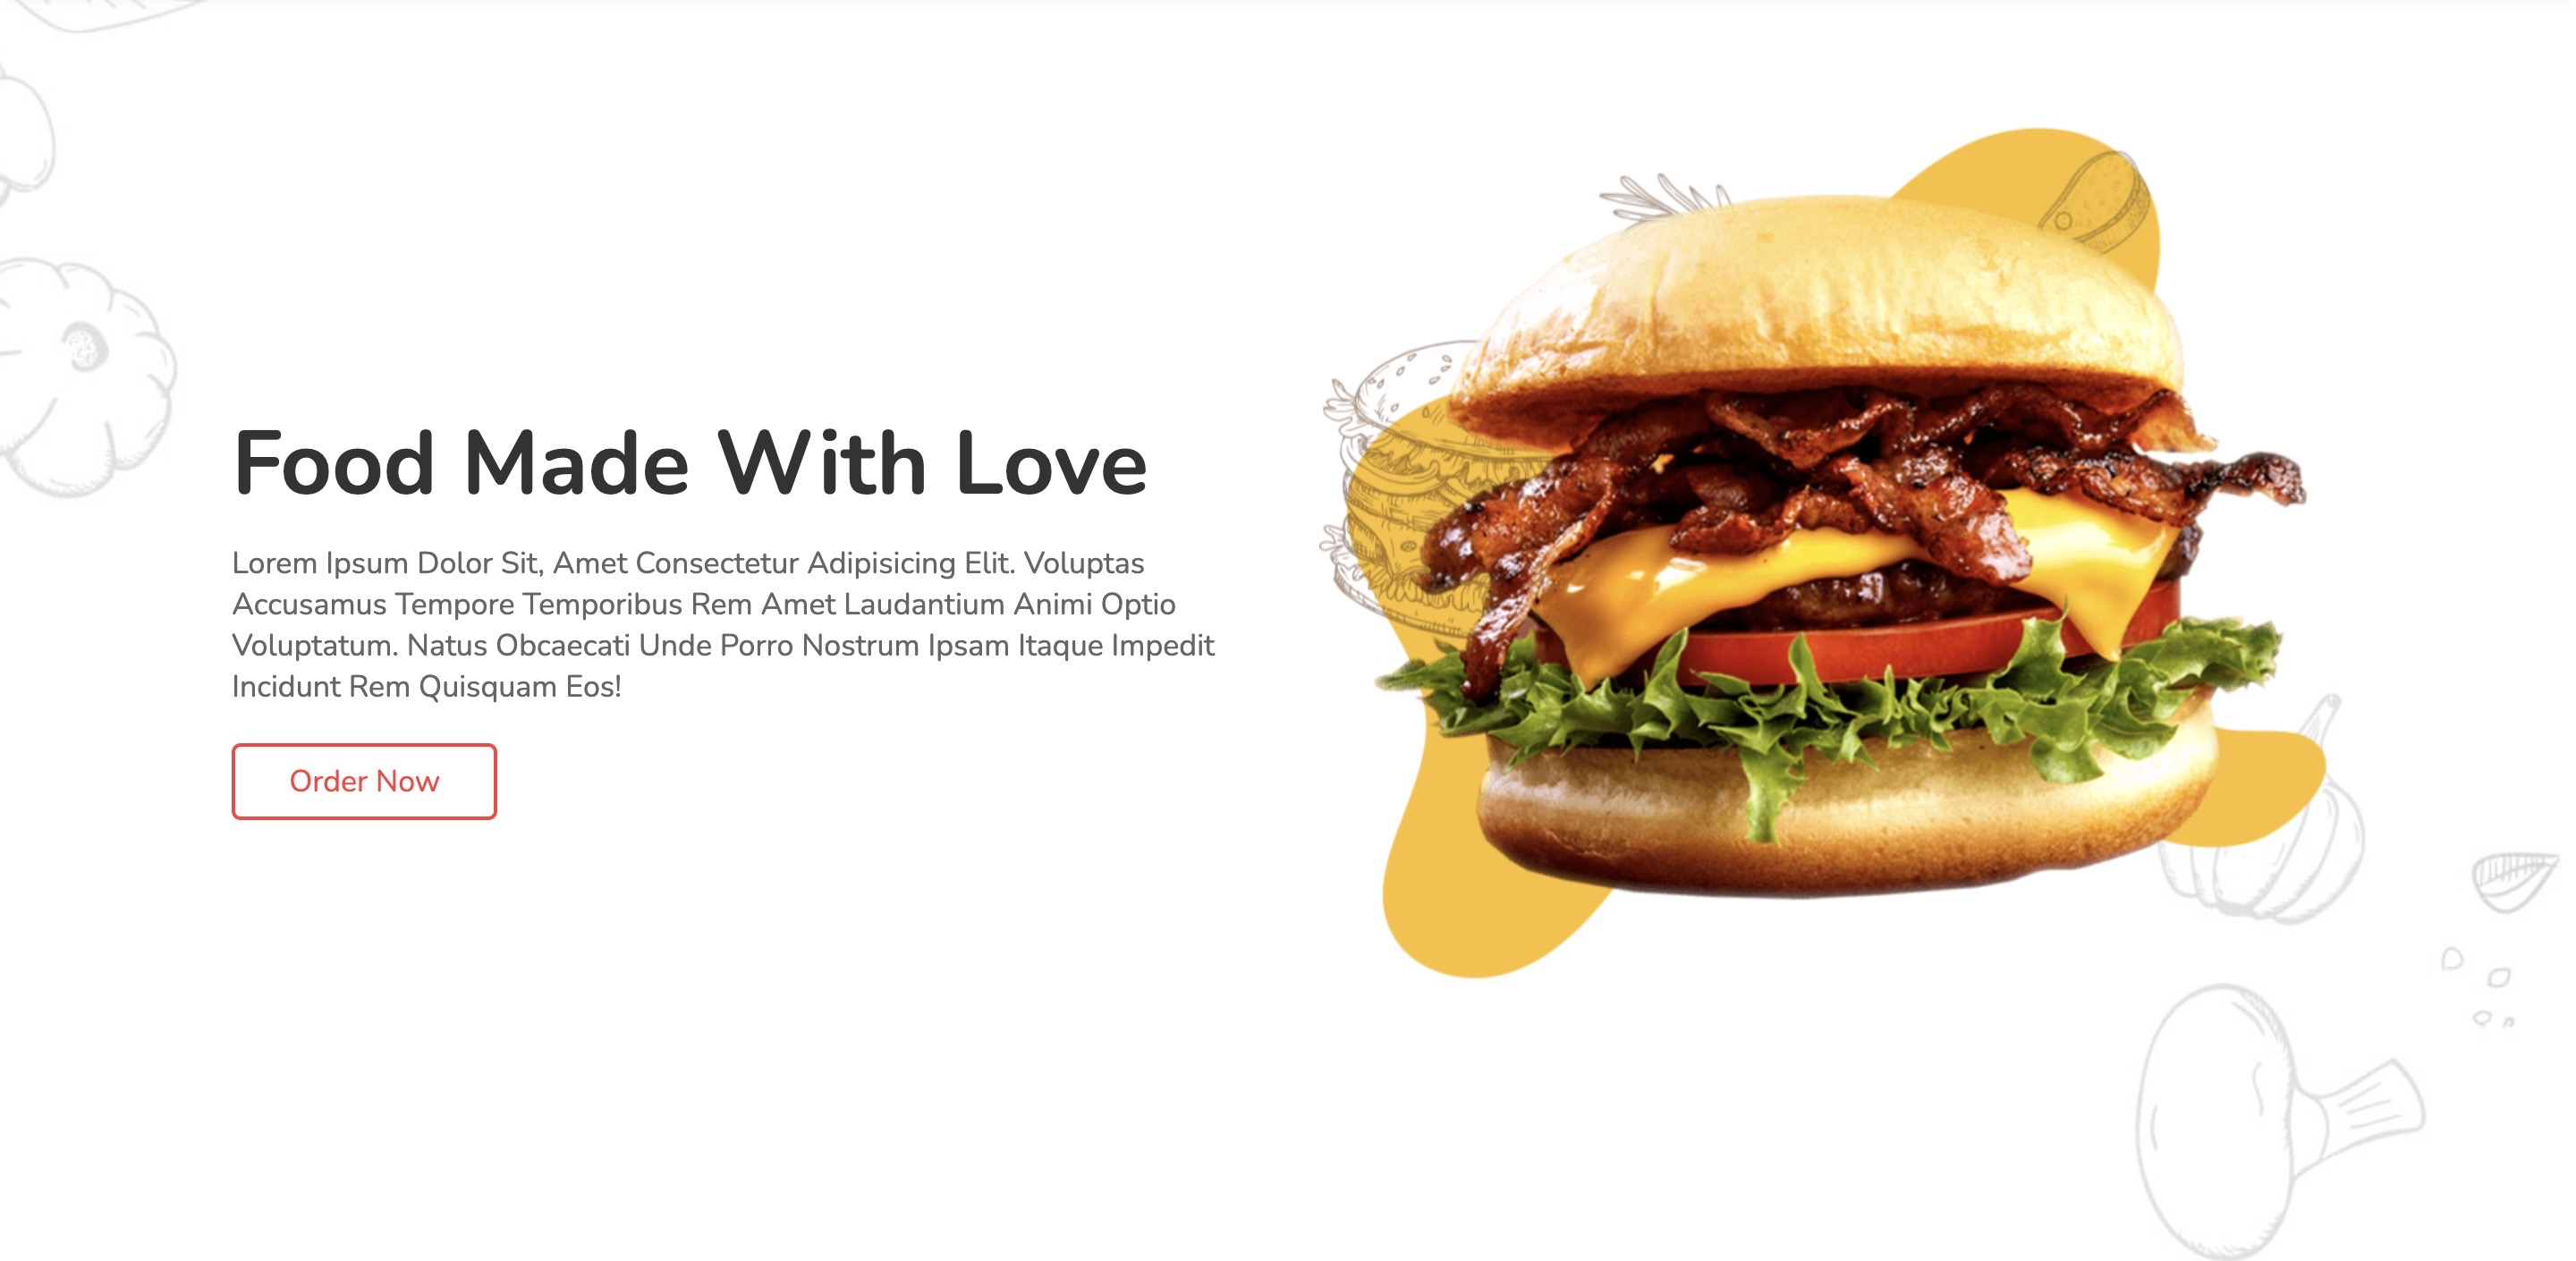 Food Made With Love
Lorem Ipsum Dolor Sit, Amet Consectetur Adipisicing Elit. Voluptas
Accusamus Tempore Temporibus Rem Amet Laudantium Animi Optio
Voluptatum. Natus Obcaecati Unde Porro Nostrum Ipsam Itaque Impedit
Incidunt Rem Quisquam Eos!
Order Now